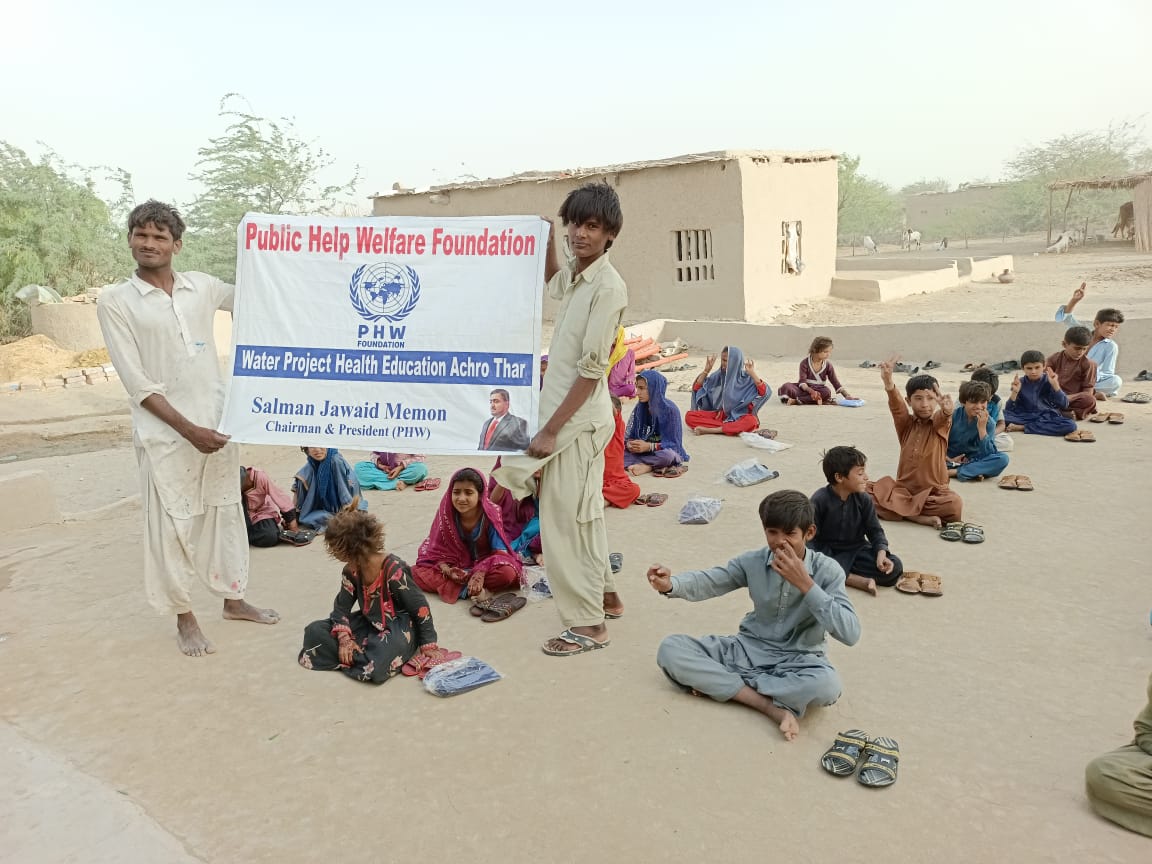 Public Help Welfare Foundation
PHW
FOUNDATION
Water Project Health Education Achro Thar
Salman Jawaid Memon
Chairman & President (PHW)